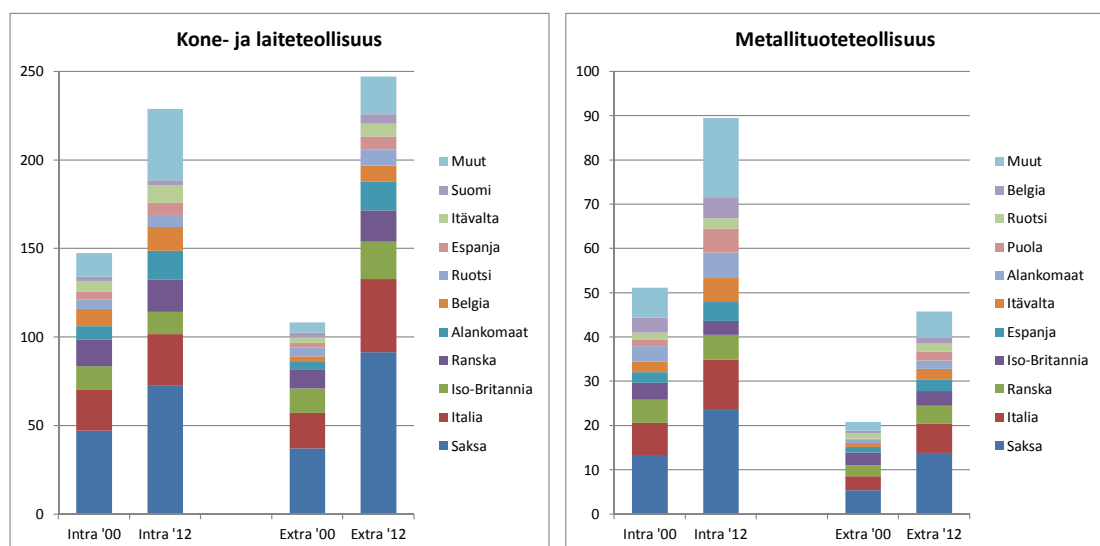 Kone- ja laiteteollisuus
250
200
150
100
50
0
Intra '00
Intra '12
Extra '00
Extra '12
Muut
Suomi
Itävalta
Espanja
Ruotsi
Belgia
Alankomaat
Ranska
Iso-Britannia
Italia
Saksa
Metallituoteteollisuus
100
90
80
70
60
50
40
30
20
10
0
Intra '00
Intra '12
Extra '00
Extra '12
Muut
Belgia
Ruotsi
Puola
Alankomaat
Itävalta
Espanja
Iso-Britannia
Ranska
Italia
Saksa